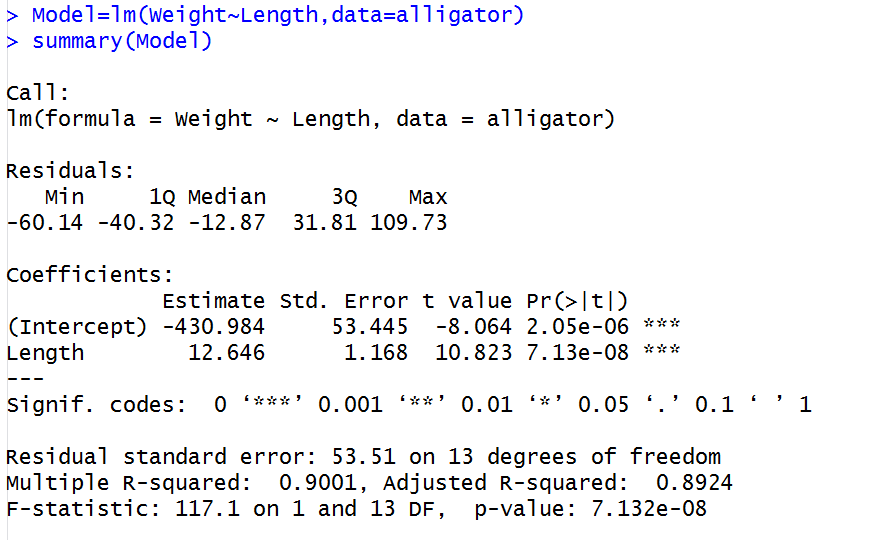 > Model=lm(Weight~Length,data=alligator)
> summary(Model)
Call:
lm(formula = Weight ~ Length, data = alligator)
Residuals:
   Min     1Q Median     3Q    Max
-60.14 -40.32 -12.87  31.81 109.73
Coefficients:
            Estimate Std. Error t value Pr(>|t|)
(Intercept) -430.984     53.445  -8.064 2.05e-06 ***
Length        12.646      1.168  10.823 7.13e-08 ***
---
Signif. codes:  0 ‘***’ 0.001 ‘**’ 0.01 ‘*’ 0.05 ‘.’ 0.1 ‘ ’ 1
Residual standard error: 53.51 on 13 degrees of freedom
Multiple R-squared:  0.9001, Adjusted R-squared:  0.8924
F-statistic: 117.1 on 1 and 13 DF,  p-value: 7.132e-08